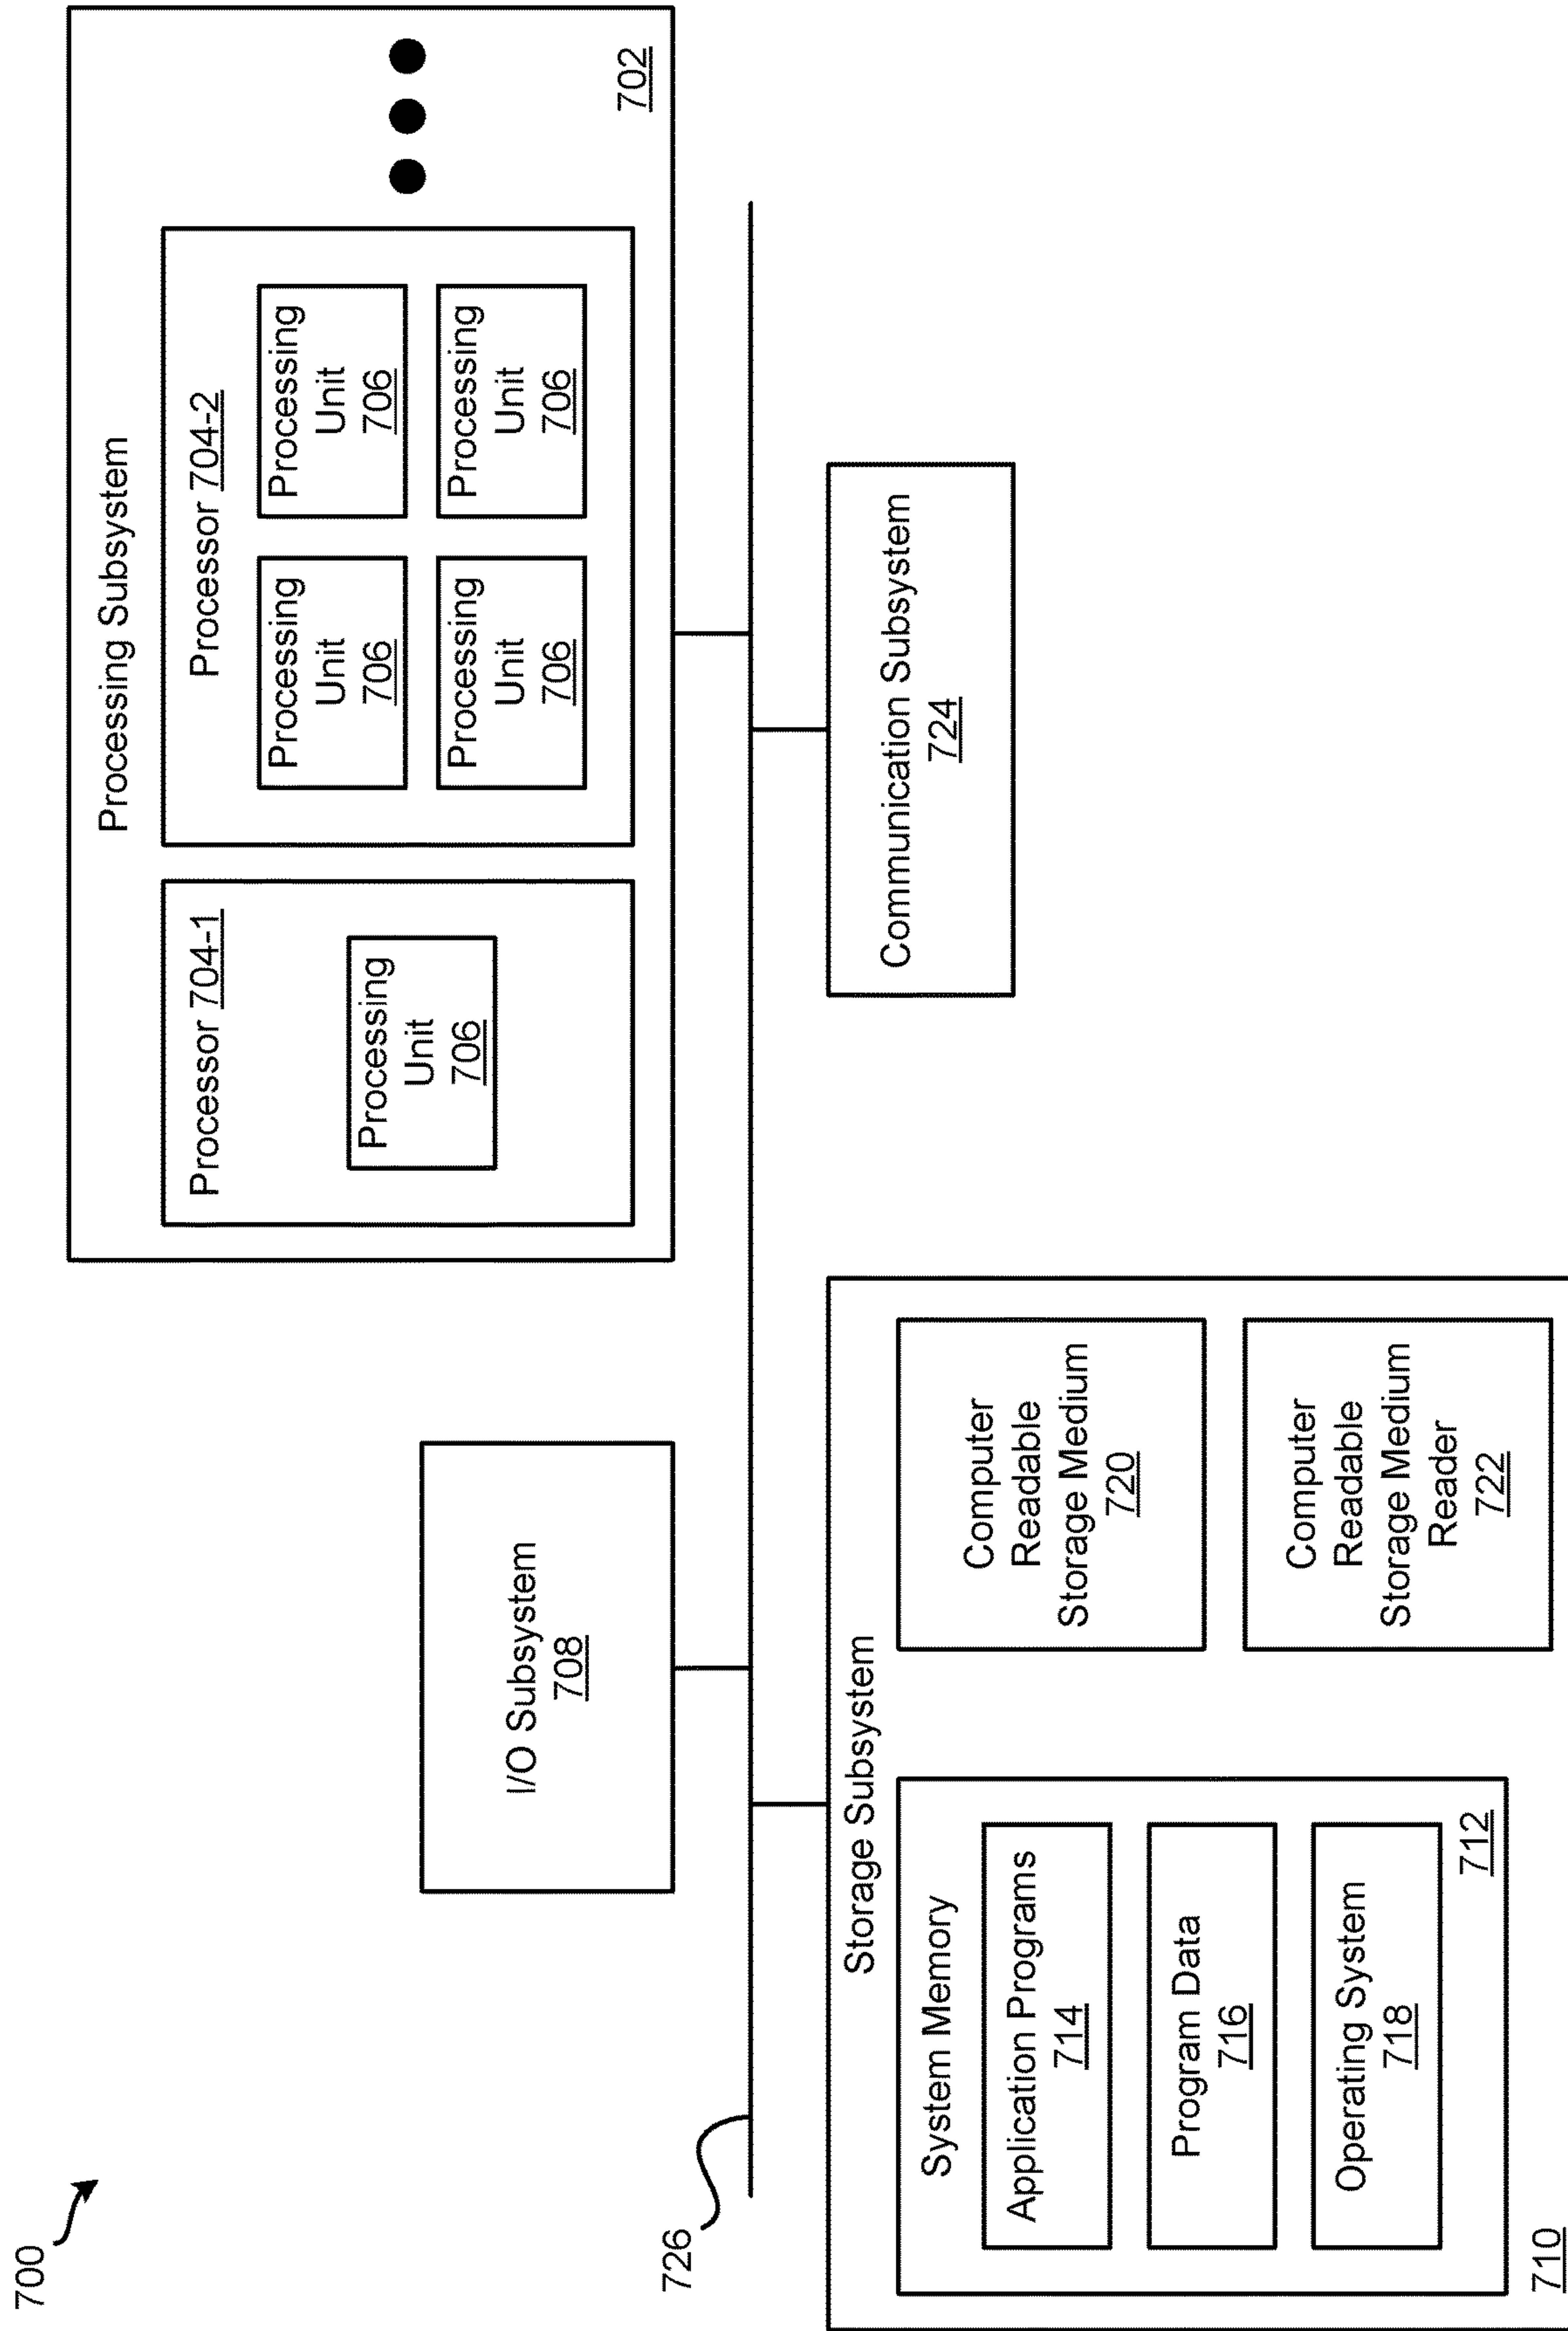 700
I/O Subsystem
708
Processing Subsystem
Processor 704-1
Processing
Unit
706
Processor 704-2
Processing
Unit
706
Processing
Unit
706
Processing
Unit
706
Processing
Unit
706
702
726
Storage Subsystem
System Memory
Application Programs
714
Program Data
716
Operating System
718
712
Computer
Readable
Storage Medium
720
Computer
Readable
Storage Medium
Reader
722
710
Communication Subsystem
724